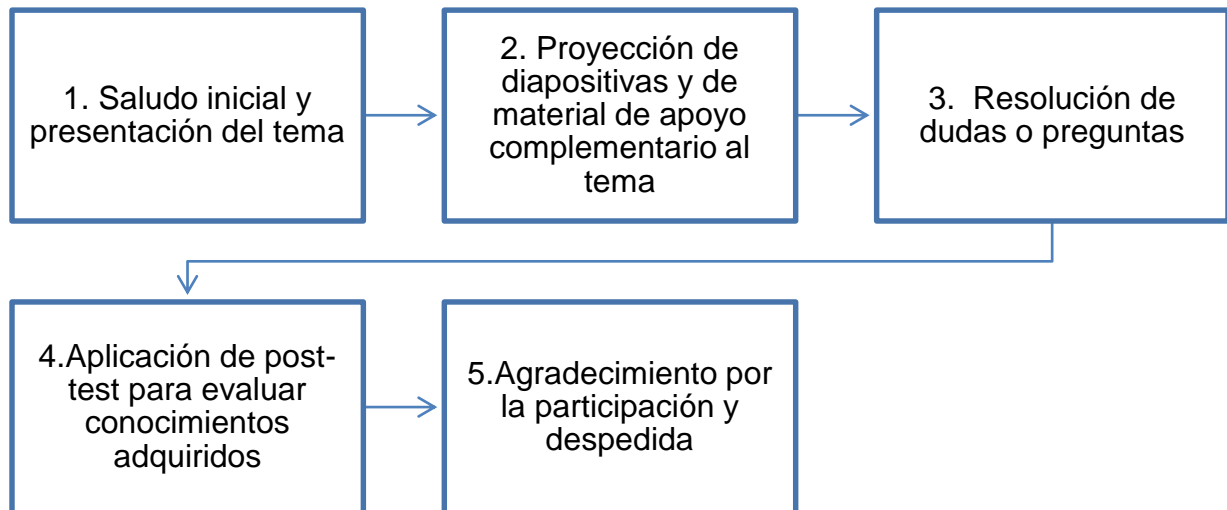 1. Saludo inicial y
presentación del tema
2. Proyección de
diapositivas y de
material de apoyo
complementario al
tema
3. Resolución de
dudas o preguntas
4.Aplicación de post-
test para evaluar
conocimientos
adquiridos
5.Agradecimiento por
la participación y
despedida